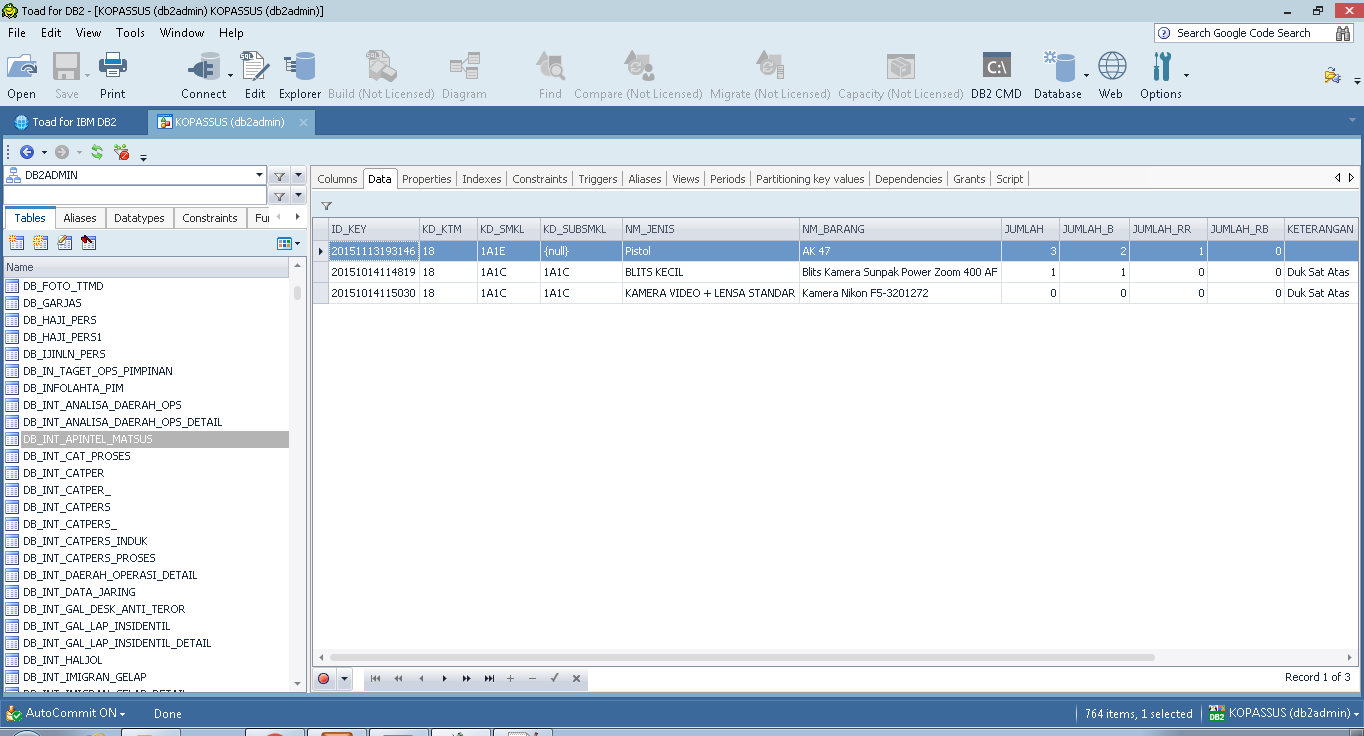 Toad for DB2 - [KOPASSUS (db2admin) KOPASSUS (db2admin)]
File Edit View Tools Window Help
Search Google Code Search
Open Save Print Connect Edit Explorer Build (Not Licensed) Diagram Find Compare (Not Licensed) Migrate (Not Licensed) Capacity (Not Licensed) DB2 CMD Database Web Options
Toad for IBM DB2 KOPASSUS (db2admin)
DB2ADMIN
Columns Data Properties Indexes Constraints Triggers Aliases Views Periods Partitioning key values Dependencies Grants Script
Tables Aliases Datatypes Constraints Fu
Name
DB_FOTO_TTMD
DB_GARJAS
DB_HAJI_PERS
DB_HAJI_PERS1
DB_IJINLN_PERS
DB_IN_TAGET_OPS_PIMPINAN
DB_INFOLAHTA_PIM
DB_INT_ANALISA_DAERAH_OPS
DB_INT_ANALISA_DAERAH_OPS_DETAIL
DB_INT_APINTEL_MATSUS
DB_INT_CAT_PROSES
DB_INT_CATPER
DB_INT_CATPER_
DB_INT_CATPERS
DB_INT_CATPERS_
DB_INT_CATPERS_INDUK
DB_INT_CATPERS_PROSES
DB_INT_DAERAH_OPERASI_DETAIL
DB_INT_DATA_JARING
DB_INT_GAL_DESK_ANTI_TEROR
DB_INT_GAL_LAP_INSIDENTIL
DB_INT_GAL_LAP_INSIDENTIL_DETAIL
DB_INT_HALJOL
DB_INT_IMIGRAN_GELAP
DB_INT_IMIGRAN_GELAP_DETAIL
ID_KEY KD_KTM KD_SMKL KD_SUBSMKL NM_JENIS NM_BARANG JUMLAH JUMLAH_B JUMLAH_RR JUMLAH_RB KETERANGAN
20151113193146 18 1A1E {null} Pistol AK 47 3 2 1 0
20151014114819 18 1A1C 1A1C BLITS KECIL Blits Kamera Sunpak Power Zoom 400 AF 1 1 0 0 Duk Sat Atas
20151014115030 18 1A1C 1A1C KAMERA VIDEO + LENSA STANDAR Kamera Nikon F5-3201272 0 0 0 0 Duk Sat Atas
Record 1 of 3
AutoCommit ON Done 764 items, 1 selected KOPASSUS (db2admin)